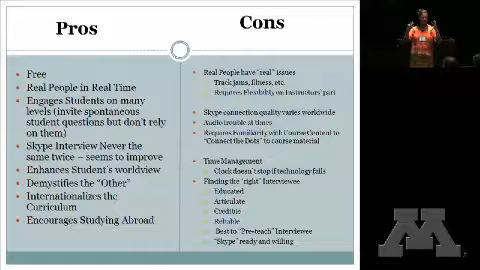 Pros
Cons
Free
Real People in Real Time
Engages Students on many
levels (invite spontaneous
student questions but don't rely
on them)
Skype Interview Never the
same twice – seems to improve
Enhances Student's worldview
Demystifies the "Other"
Internationalizes the
Curriculum
Encourages Studying Abroad
Real People have "real" issues
Track jams, illness, etc.
Requires Flexibility on Instructors' part
Skype connection quality varies worldwide
Audio trouble at times
Requires Familiarity with Course Content to
"Connect the Dots" to course material
Time Management
Clock doesn't stop if technology fails
Finding the "right" Interviewee
Educated
Articulate
Credible
Reliable
Best to "Pre-teach" Interviewee
"Skype" ready and willing
M